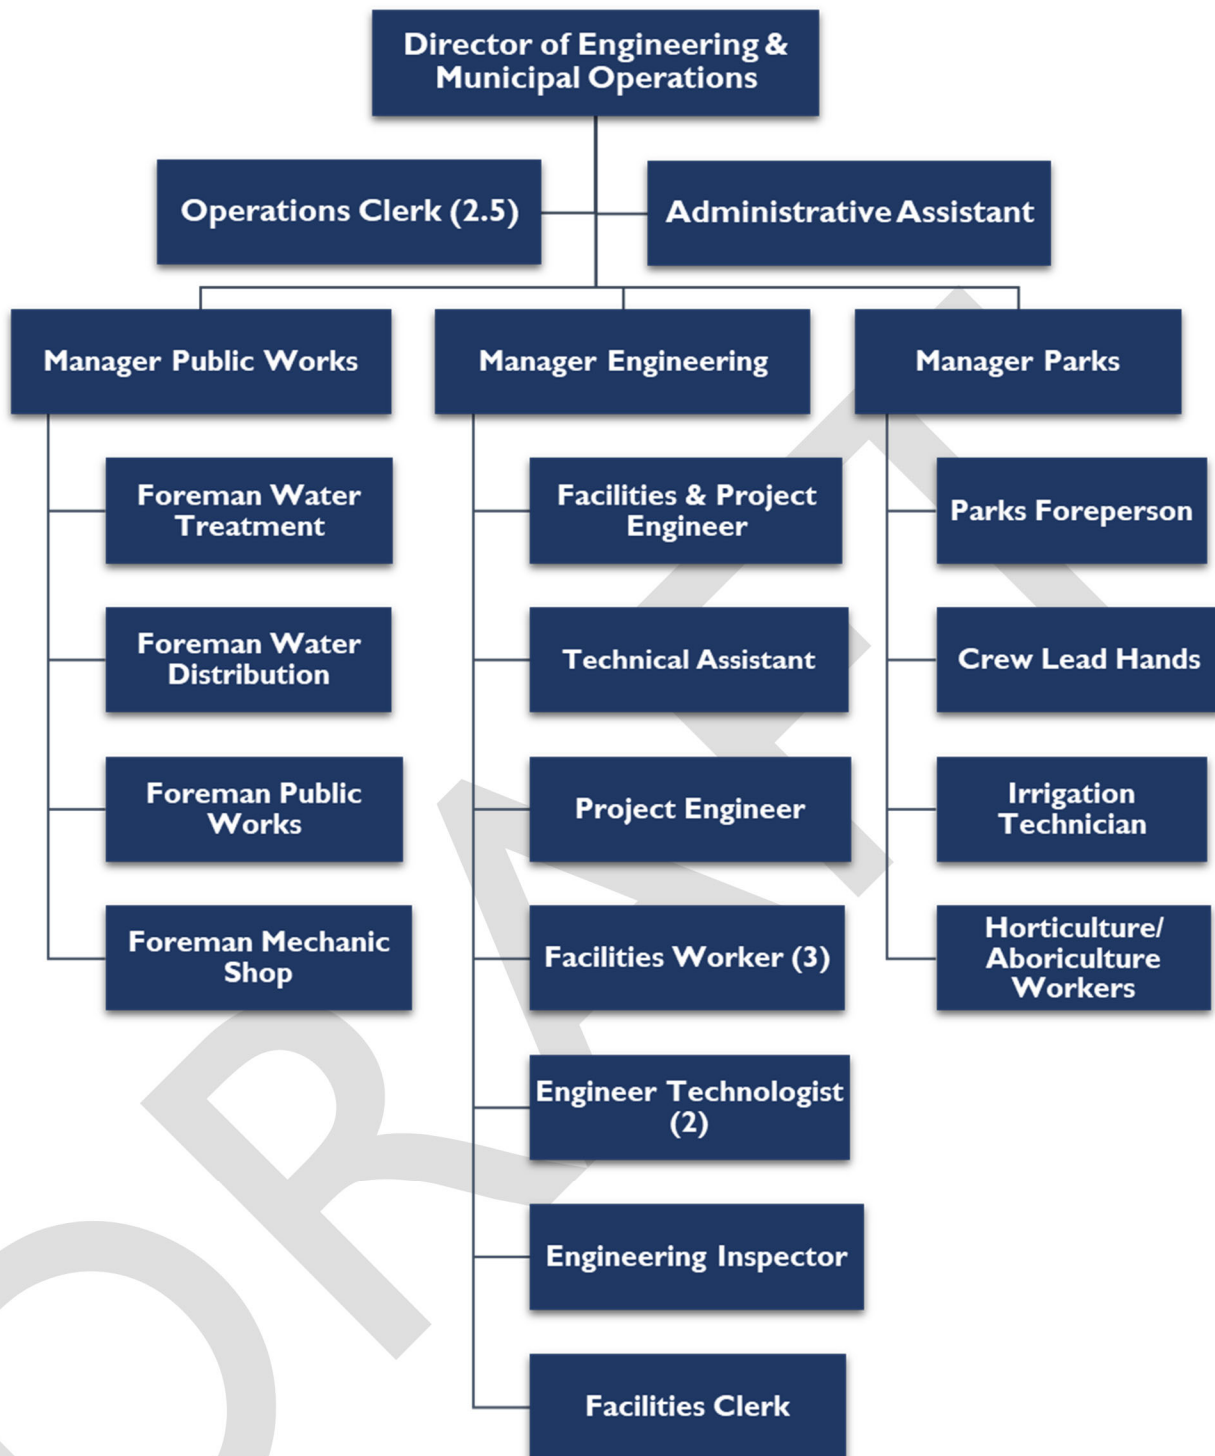 Director of Engineering &
Municipal Operations
Operations Clerk (2.5)
Administrative Assistant
Manager Public Works
Manager Engineering
Manager Parks
Foreman Water
Treatment
Foreman Water
Distribution
Foreman Public
Works
Foreman Mechanic
Shop
Facilities & Project
Engineer
Technical Assistant
Project Engineer
Facilities Worker (3)
Engineer Technologist
(2)
Engineering Inspector
Facilities Clerk
Parks Foreperson
Crew Lead Hands
Irrigation
Technician
Horticulture/
Aboriculture
Workers
DRAFT